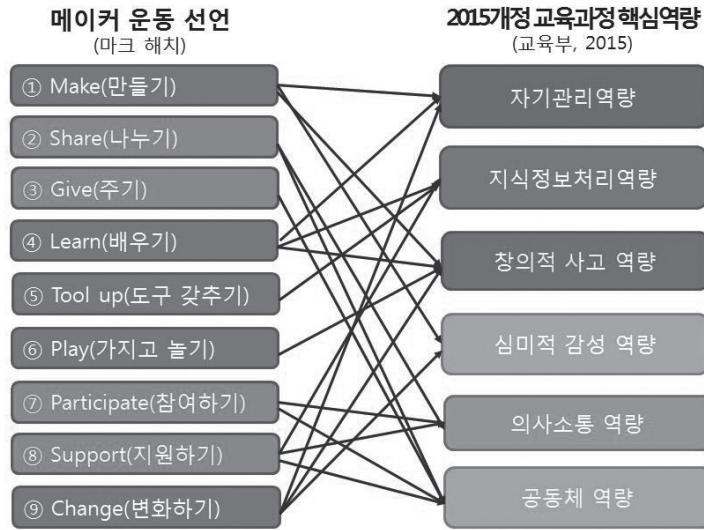 메이커 운동 선언
(마크 해치)
① Make(만들기)
② Share(나누기)
③ Give(주기)
④ Learn(배우기)
⑤ Tool up(도구 갖추기)
⑥ Play(가지고 놀기)
⑦ Participate(참여하기)
⑧ Support(지원하기)
⑨ Change(변화하기)
2015개정 교육과정 핵심역량
(교육부, 2015)
자기관리역량
지식정보처리역량
창의적 사고 역량
심미적 감성 역량
의사소통 역량
공동체 역량